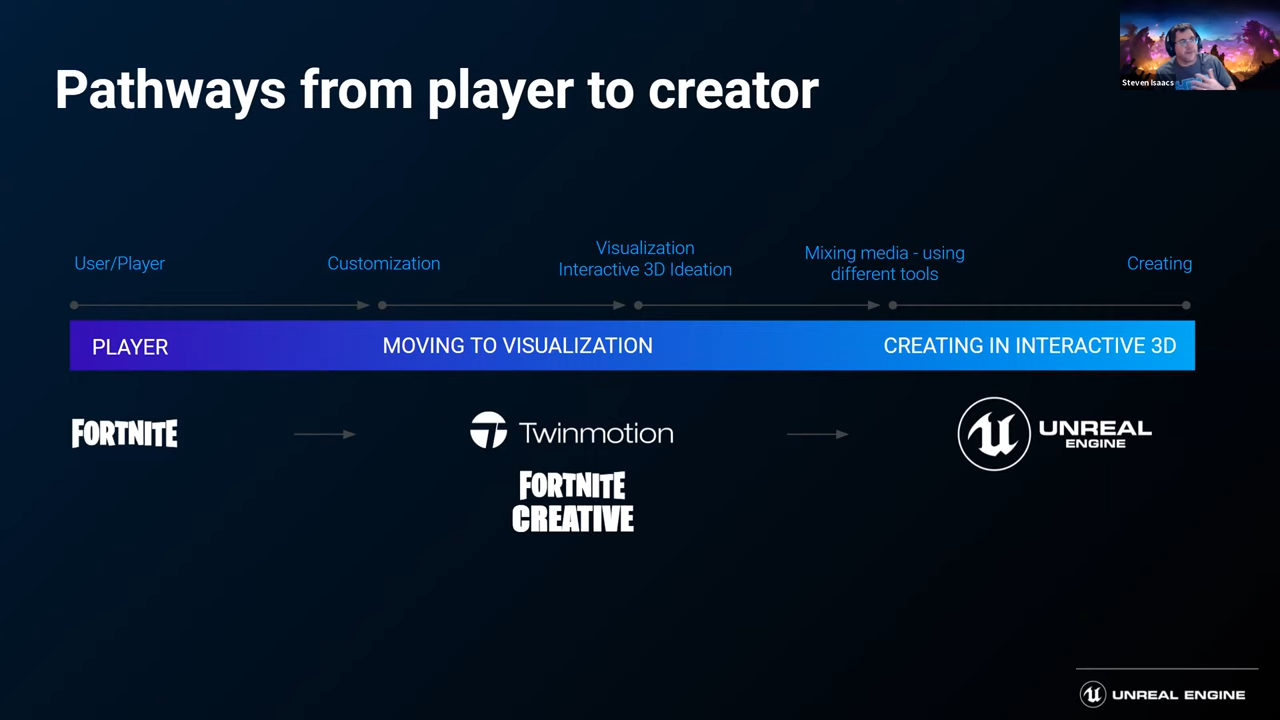 Pathways from player to creator
Steven Isaacs
User/Player
Customization
Visualization
Interactive 3D Ideation
Mixing media - using
different tools
Creating
PLAYER
MOVING TO VISUALIZATION
CREATING IN INTERACTIVE 3D
FORTNITE
Twinmotion
FORTNITE
CREATIVE
UNREAL
ENGINE
UNREAL ENGINE